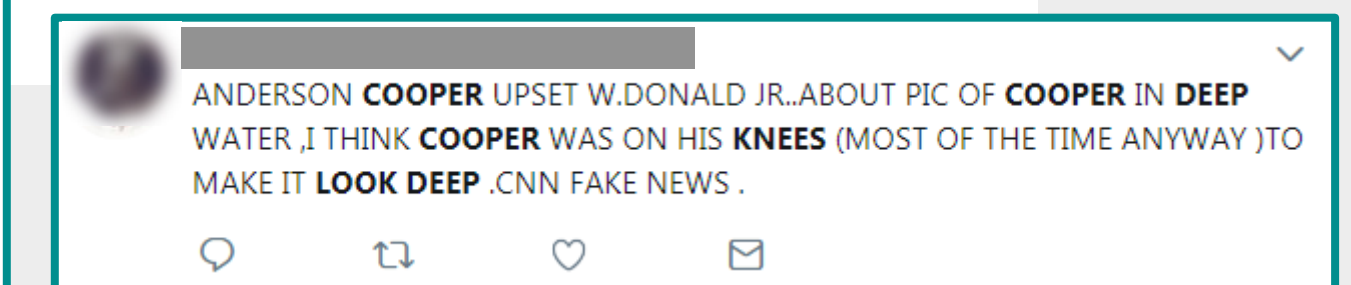 ANDERSON COOPER UPSET W.DONALD JR..ABOUT PIC OF COOPER IN DEEP
WATER ,I THINK COOPER WAS ON HIS KNEES (MOST OF THE TIME ANYWAY )TO
MAKE IT LOOK DEEP .CNN FAKE NEWS .